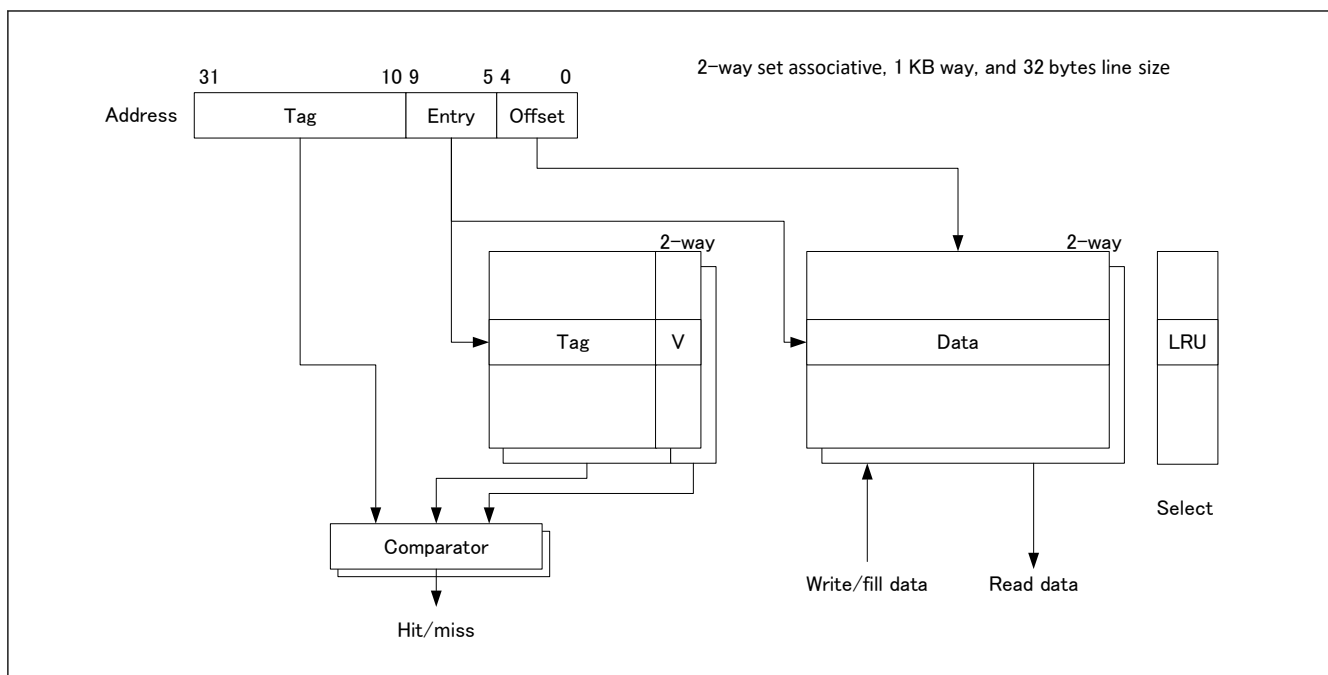 2-way set associative, 1 KB way, and 32 bytes line size
31 10 9 5 4 0
Address Tag Entry Offset
2-way 2-way
Tag V Data LRU
Select
Comparator
Write/fill data Read data
Hit/miss